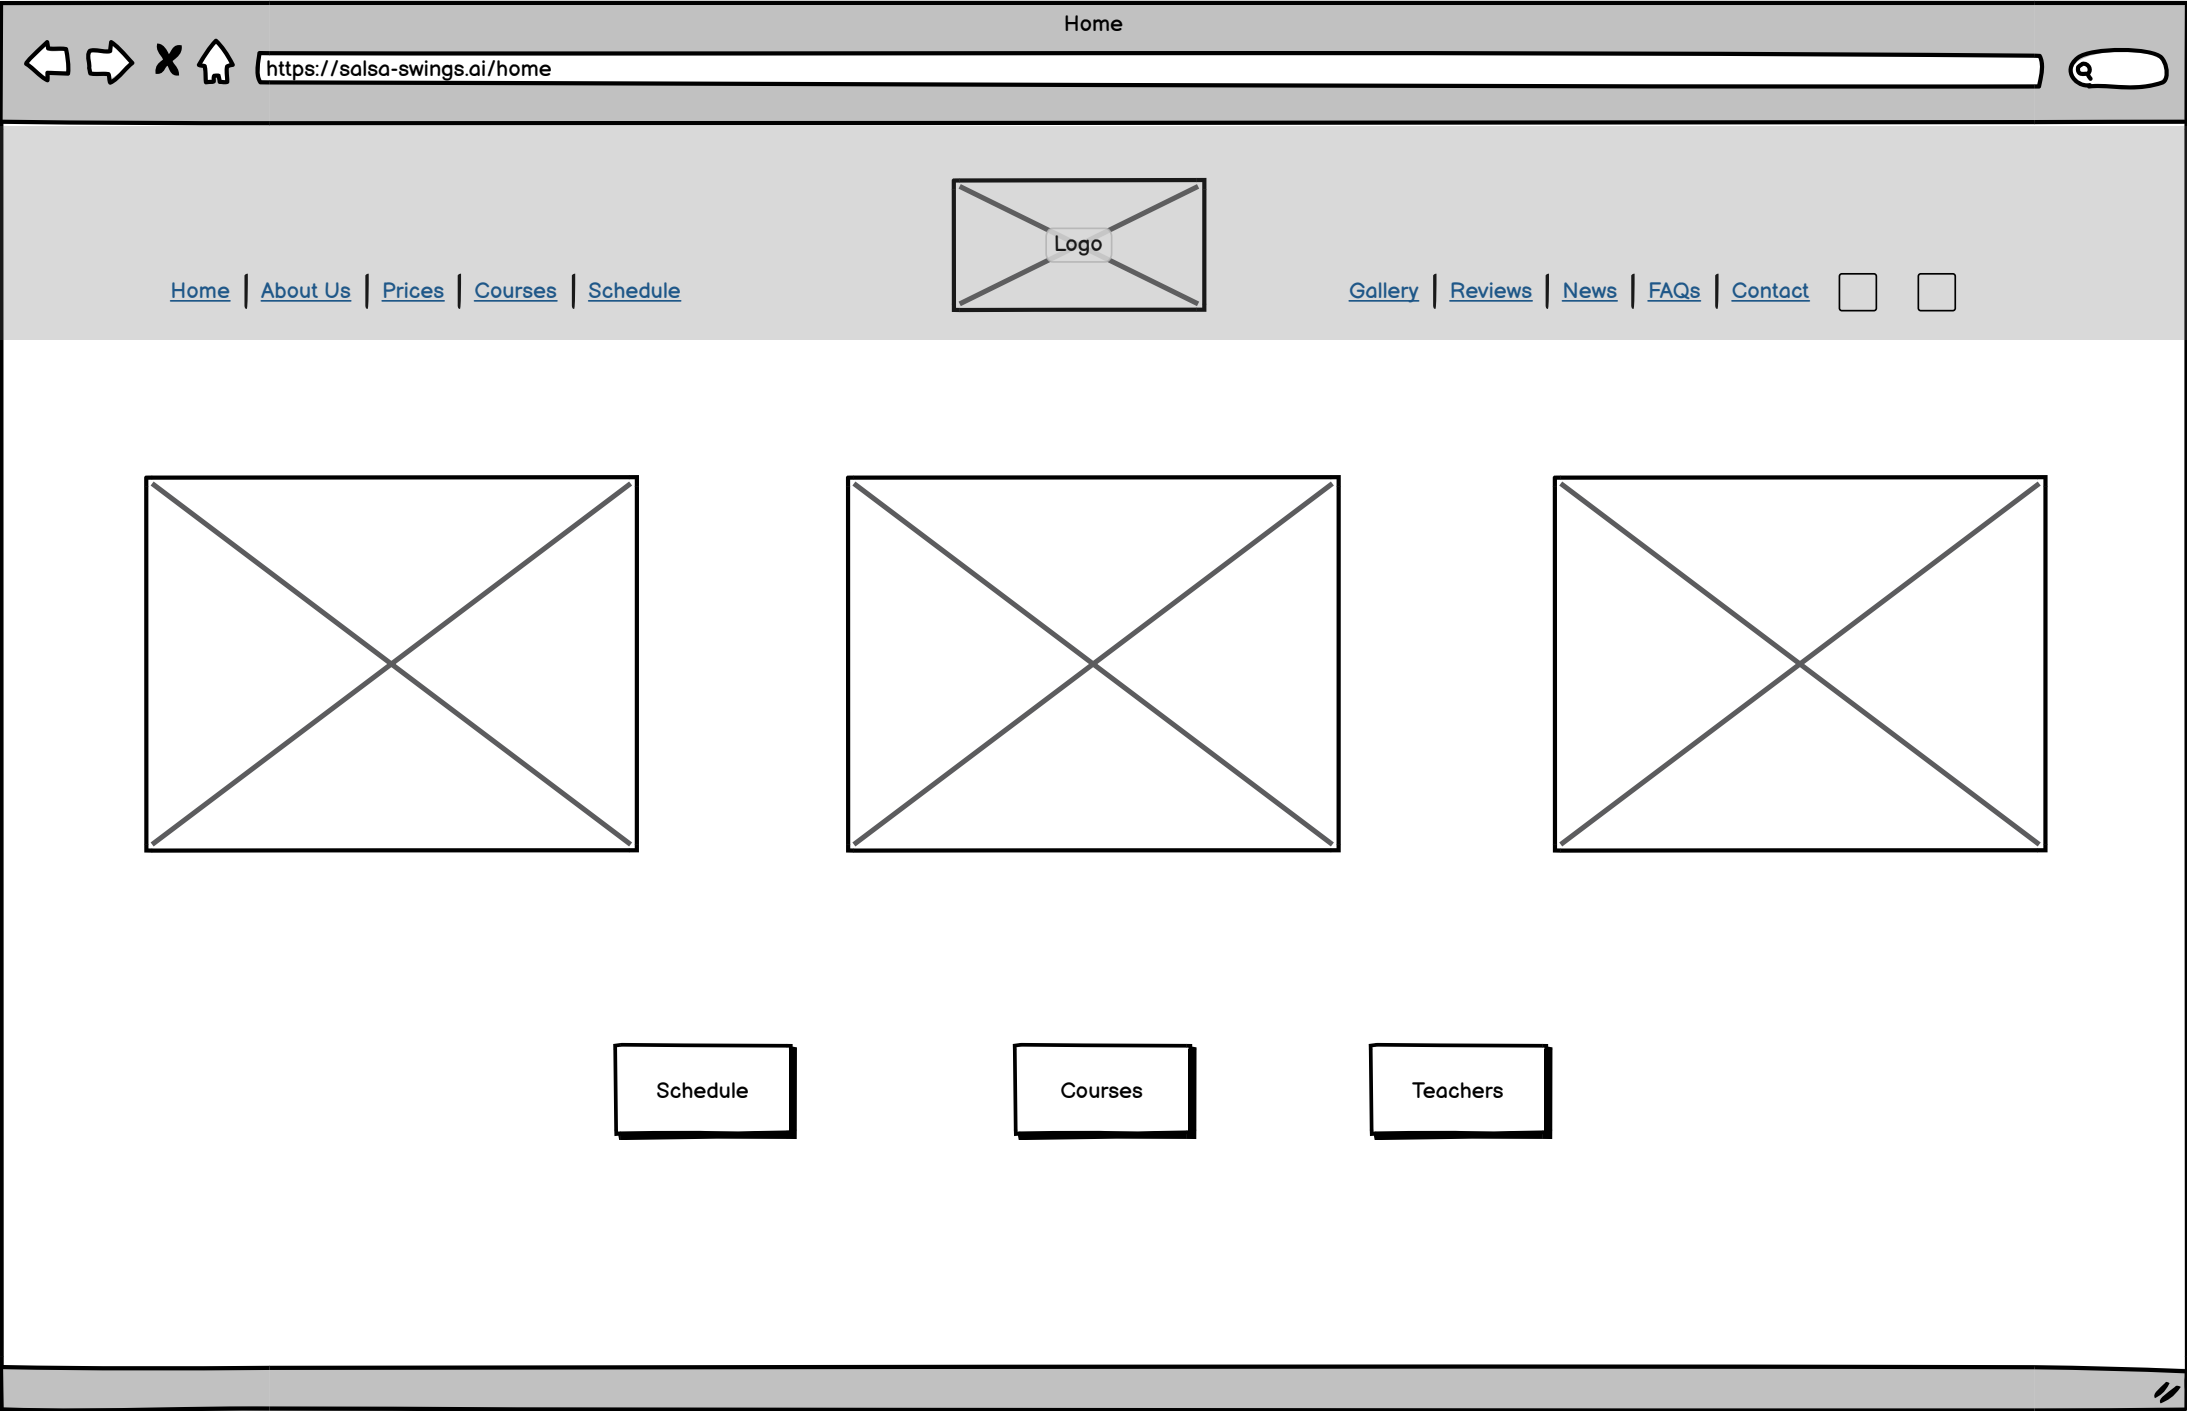 Home
https://salsa-swings.ai/home
Logo
Home | About Us | Prices | Courses | Schedule
Gallery | Reviews | News | FAQs | Contact
Schedule
Courses
Teachers